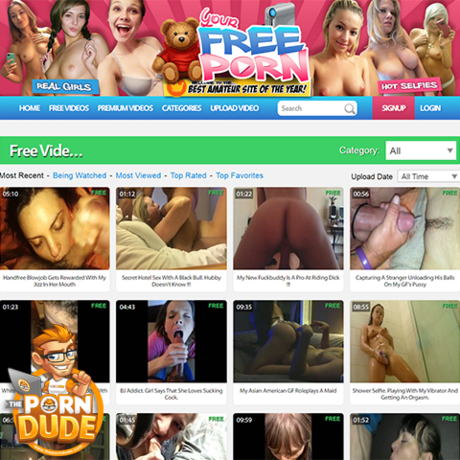 YOUR
FREE
PORN
BEST AMATEUR SITE OF THE YEAR!
REAL GIRLS
HOT SELFIES
HOME FREE VIDEOS PREMIUM VIDEOS CATEGORIES UPLOAD VIDEO Search SIGNUP LOGIN
Free Vide... Category: All
Most Recent - Being Watched - Most Viewed - Top Rated - Top Favorites Upload Date All Time
05:10 FREE 01:12 FREE 01:22 FREE 00:56 FREE
Handfree Blowjob Gets Rewarded With My Jizz In Her Mouth
Secret Hotel Sex With A Black Bull. Hubby Doesn't Know !!!
My New Fuckbuddy Is A Pro At Riding Dick !!!
Capturing A Stranger Unloading His Balls On My GF's Pussy
01:23 FREE 04:43 FREE 04:35 FREE 08:55 FREE
BJ Addict. Girl Says That She Loves Sucking Cock.
My Asian American GF Roleplays A Maid
Shower Selfie. Playing With My Vibrator And Getting An Orgasm.
THE
PORN
DUDE
FREE FREE 09:00 FREE 01:52 FREE